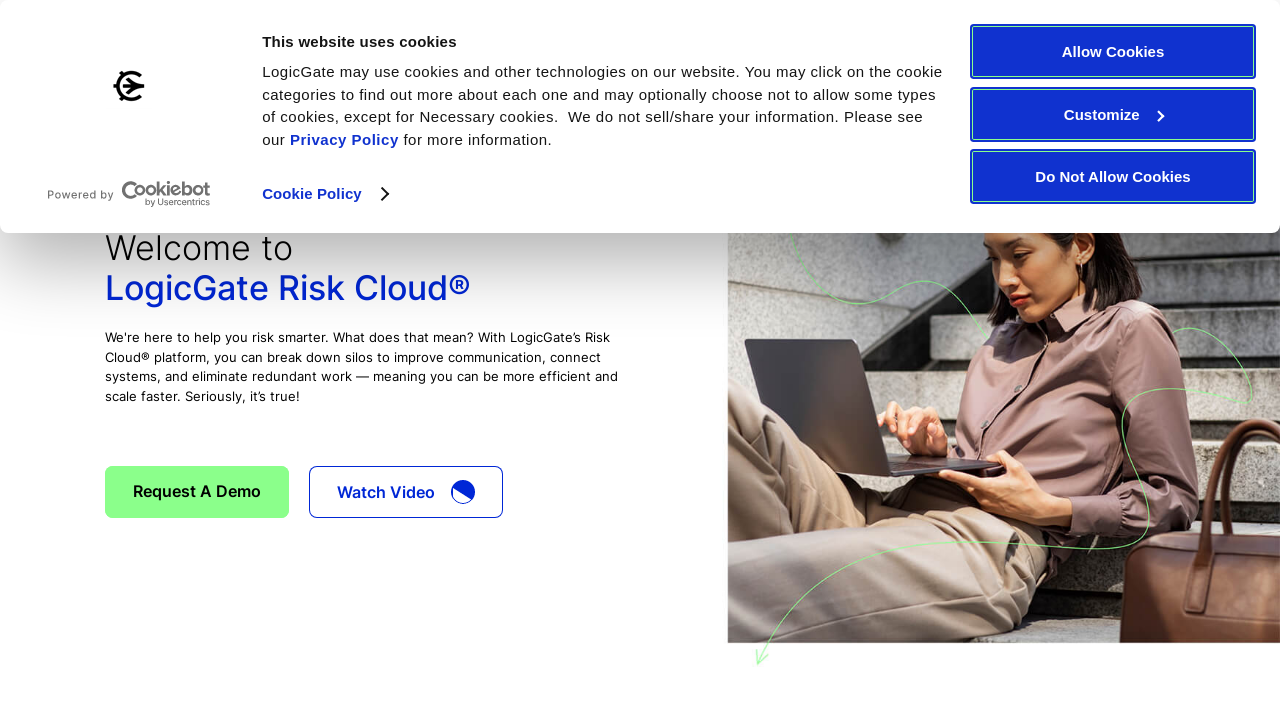 This website uses cookies
LogicGate may use cookies and other technologies on our website. You may click on the cookie
categories to find out more about each one and may optionally choose not to allow some types
of cookies, except for Necessary cookies.  We do not sell/share your information. Please see
our Privacy Policy for more information.
Cookie Policy
Powered by Cookiebot
by Usercentrics
Allow Cookies
Customize
Do Not Allow Cookies
Welcome to
LogicGate Risk Cloud®
We're here to help you risk smarter. What does that mean? With LogicGate’s Risk
Cloud® platform, you can break down silos to improve communication, connect
systems, and eliminate redundant work — meaning you can be more efficient and
scale faster. Seriously, it’s true!
Request A Demo
Watch Video